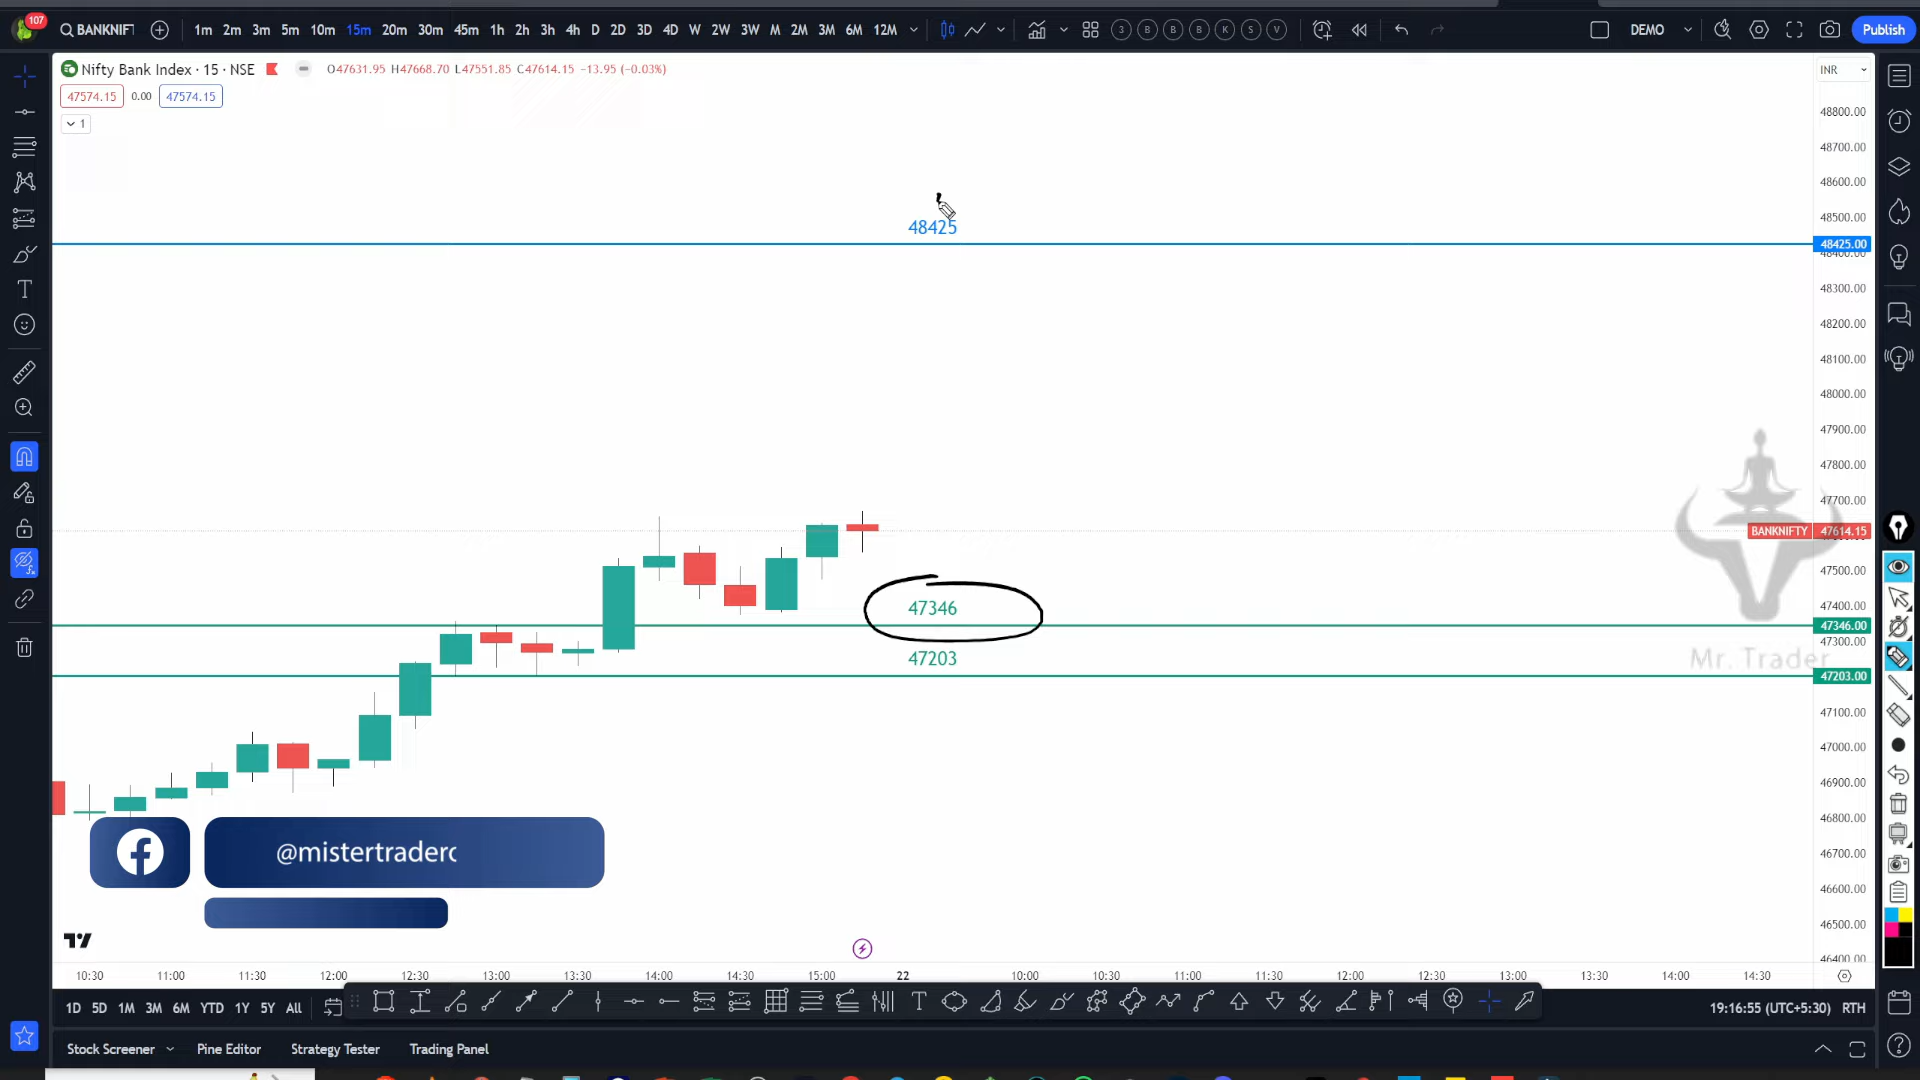 107
BANKNIFT
1m 2m 3m 5m 10m 15m 20m 30m 45m 1h 2h 3h 4h D 2D 3D 4D W 2W 3W M 2M 3M 6M 12M
3 B B B K S V
DEMO
Publish
Nifty Bank Index · 15 · NSE
O47631.95 H47668.70 L47551.85 C47614.15 −13.95 (−0.03%)
INR
47574.15 0.00 47574.15
1
48800.00
48700.00
48600.00
48500.00
48425
48425.00
48400.00
48300.00
48200.00
48100.00
48000.00
47900.00
47800.00
47700.00
BANKNIFTY 47614.15
47500.00
47400.00
47346
47346.00
47300.00
47203
Mr. Trader
47203.00
47100.00
47000.00
46900.00
46800.00
46700.00
46600.00
46500.00
46400.00
@mistertraderc
10:30 11:00 11:30 12:00 12:30 13:00 13:30 14:00 14:30 15:00 22 10:00 10:30 11:00 11:30 12:00 12:30 13:00 13:30 14:00 14:30
1D 5D 1M 3M 6M YTD 1Y 5Y All
19:16:55 (UTC+5:30) RTH
Stock Screener Pine Editor Strategy Tester Trading Panel